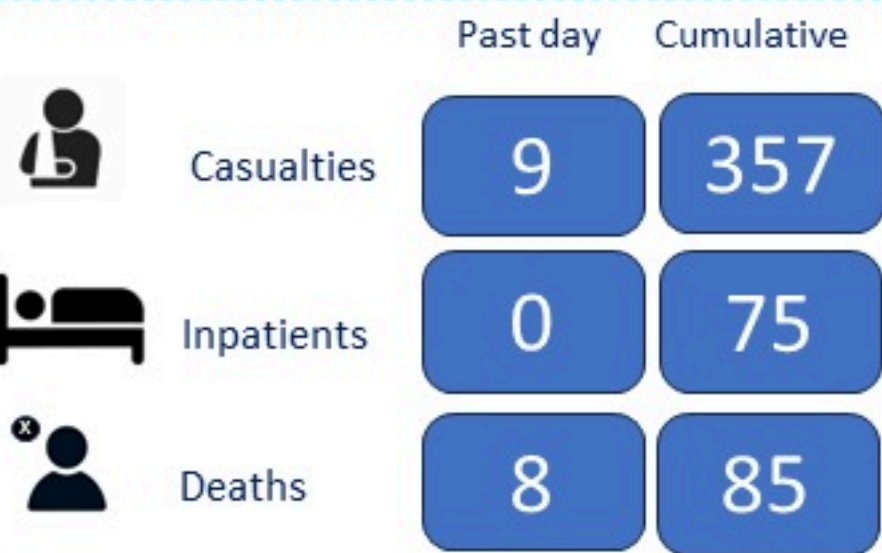 Past day Cumulative
Casualties 9 357
Inpatients 0 75
X
Deaths 8 85